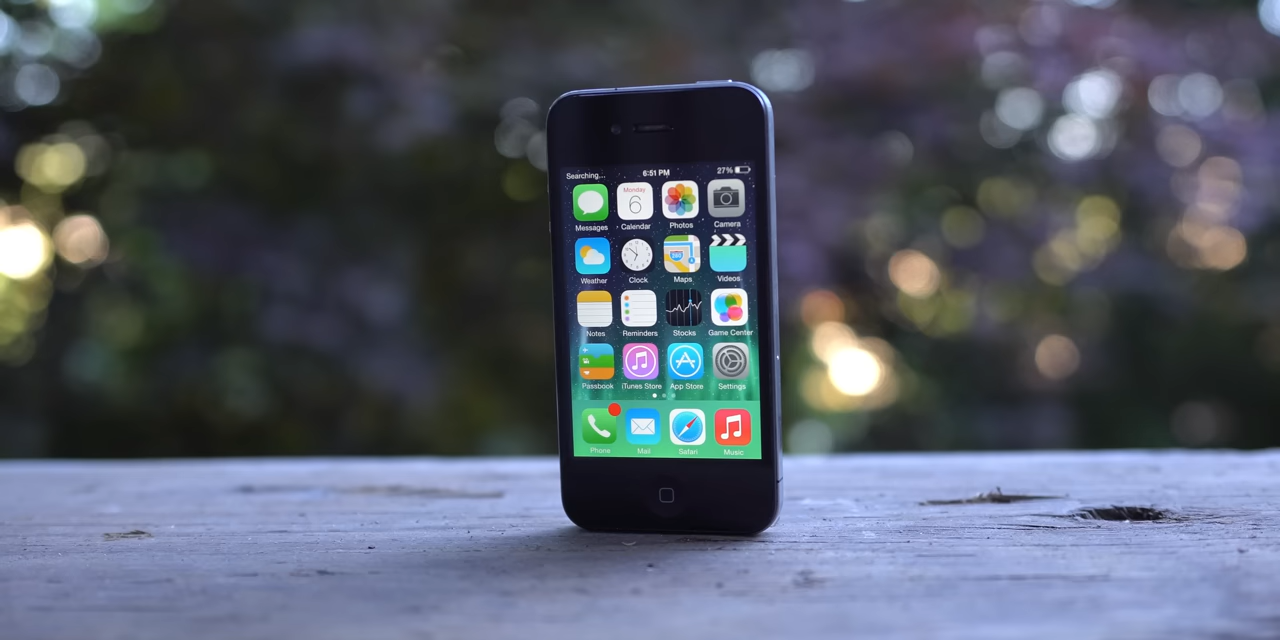 Searching... 6:51 PM 27%
Monday
6
Messages Calendar Photos Camera
280
Weather Clock Maps Videos
Notes Reminders Stocks Game Center
Passbook iTunes Store App Store Settings
Phone Mail Safari Music